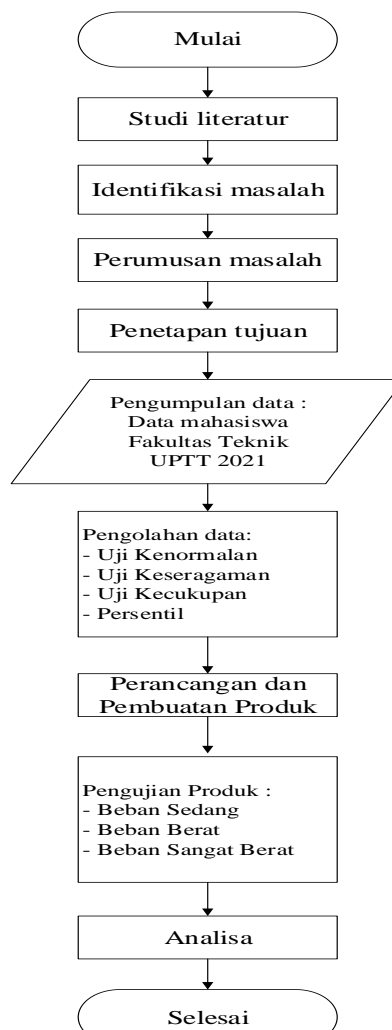 Mulai
Studi literatur
Identifikasi masalah
Perumusan masalah
Penetapan tujuan
Pengumpulan data :
Data mahasiswa
Fakultas Teknik
UPTT 2021
Pengolahan data:
- Uji Kenormalan
- Uji Keseragaman
- Uji Kecukupan
- Persentil
Perancangan dan
Pembuatan Produk
Pengujian Produk :
- Beban Sedang
- Beban Berat
- Beban Sangat Berat
Analisa
Selesai